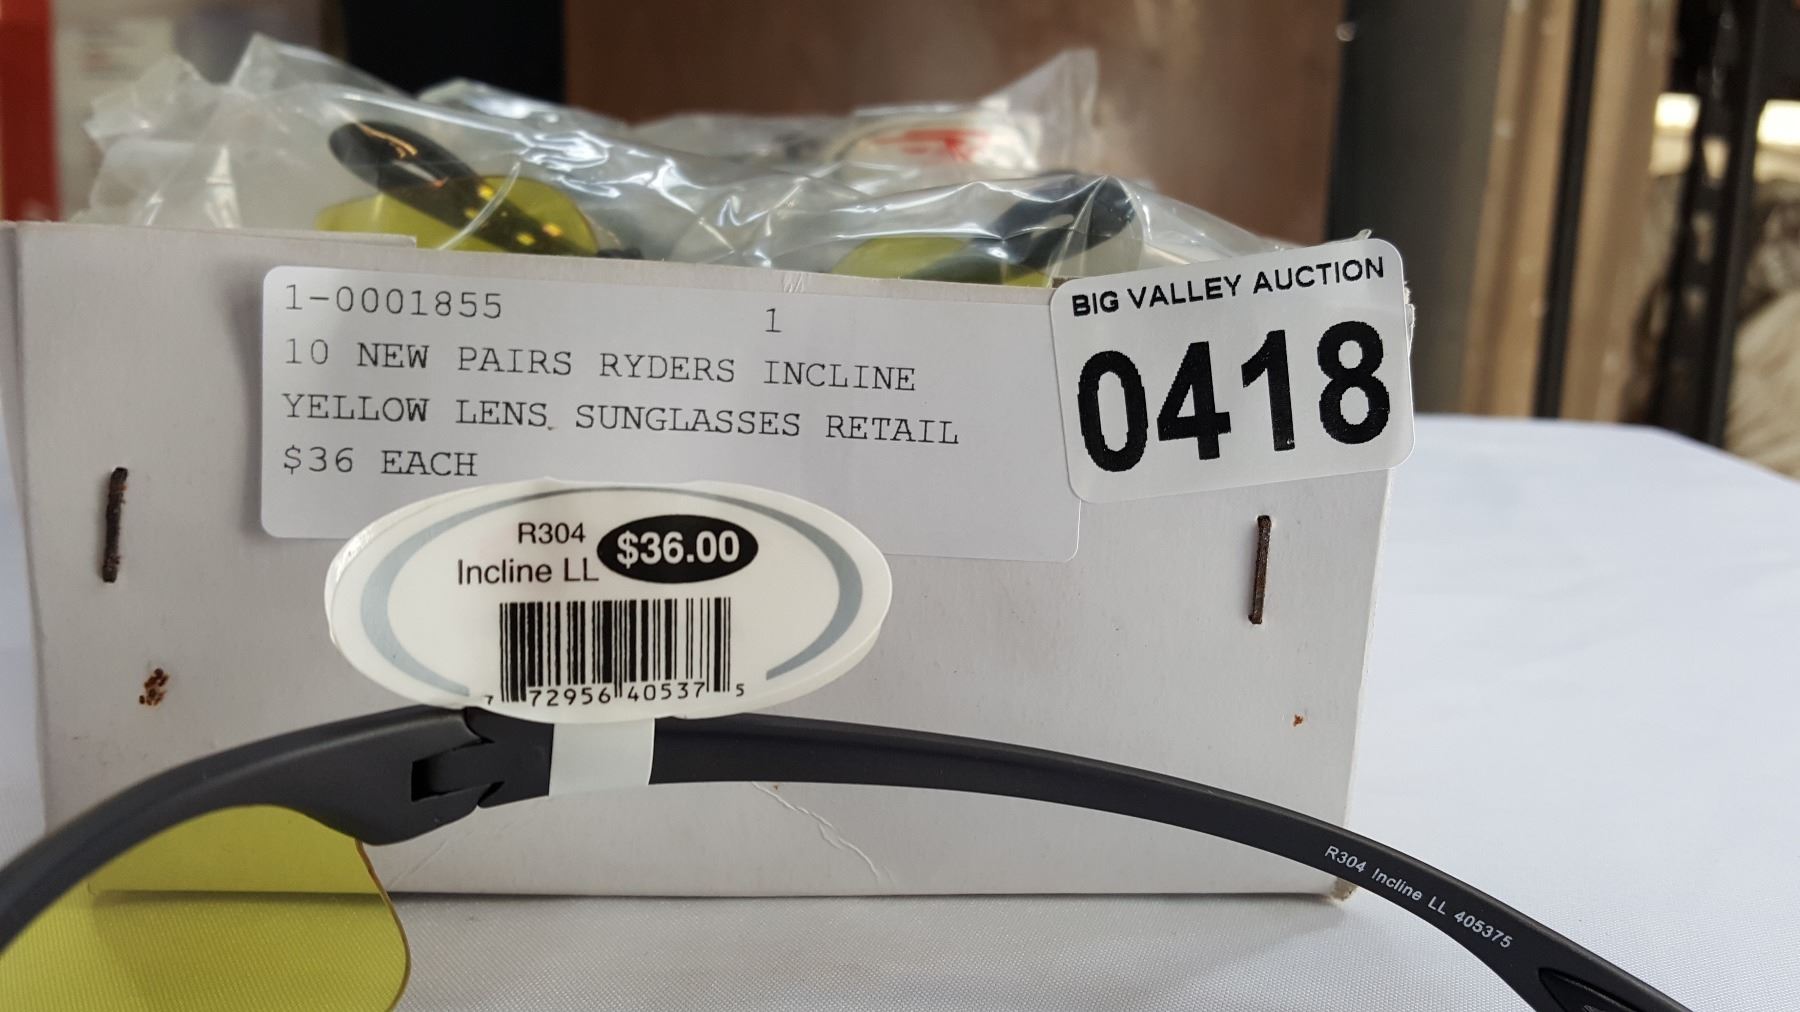 1-0001855 1
10 NEW PAIRS RYDERS INCLINE
YELLOW LENS SUNGLASSES RETAIL
$36 EACH
BIG VALLEY AUCTION
0418
R304
Incline LL
$36.00
7 72956 40537 5
R304 Incline LL 405375